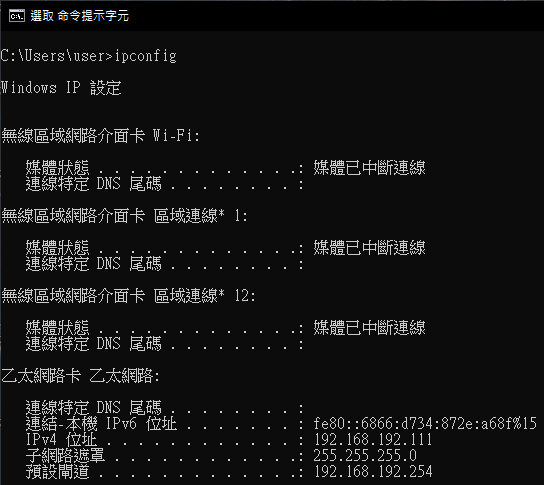 選取 命令提示字元
C:\Users\user>ipconfig
Windows IP 設定
無線區域網路介面卡 Wi-Fi:
媒體狀態 . . . . . . . . . . . . .: 媒體已中斷連線
連線特定 DNS 尾碼 . . . . . . . . :
無線區域網路介面卡 區域連線* 1:
媒體狀態 . . . . . . . . . . . . .: 媒體已中斷連線
連線特定 DNS 尾碼 . . . . . . . . :
無線區域網路介面卡 區域連線* 12:
媒體狀態 . . . . . . . . . . . . .: 媒體已中斷連線
連線特定 DNS 尾碼 . . . . . . . . :
乙太網路卡 乙太網路:
連線特定 DNS 尾碼 . . . . . . . . :
連結-本機 IPv6 位址 . . . . . . . : fe80::6866:d734:872e:a68f%15
IPv4 位址 . . . . . . . . . . . . : 192.168.192.111
子網路遮罩 . . . . . . . . . . . .: 255.255.255.0
預設閘道 . . . . . . . . . . . . .: 192.168.192.254